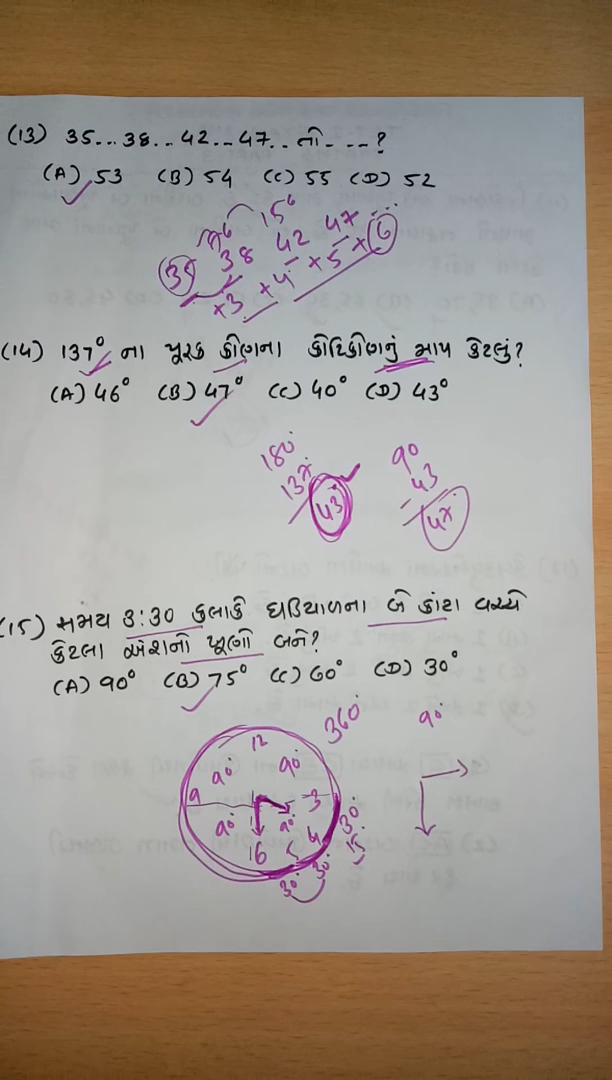 (13) 35...38...42..47..તો...?
(A) 53 (B) 54 (C) 55 (D) 52
35 38 42 47 ...
+3 +4 +5 +6
(14) 137° ના પૂરક કોણના કોટિકોણનું માપ કેટલું?
(A) 46° (B) 47° (C) 40° (D) 43°
180°
137
43°
90
43
47°
(15) સમય 3:30 કલાકે ઘડિયાળના બે કાંટા વચ્ચે
કેટલા અંશનો ખૂણો બને?
(A) 90° (B) 75° (C) 60° (D) 30°
360°
90°
12
90° 90°
9 3
90° 90°
6 5 4
30° 30° 30°
15